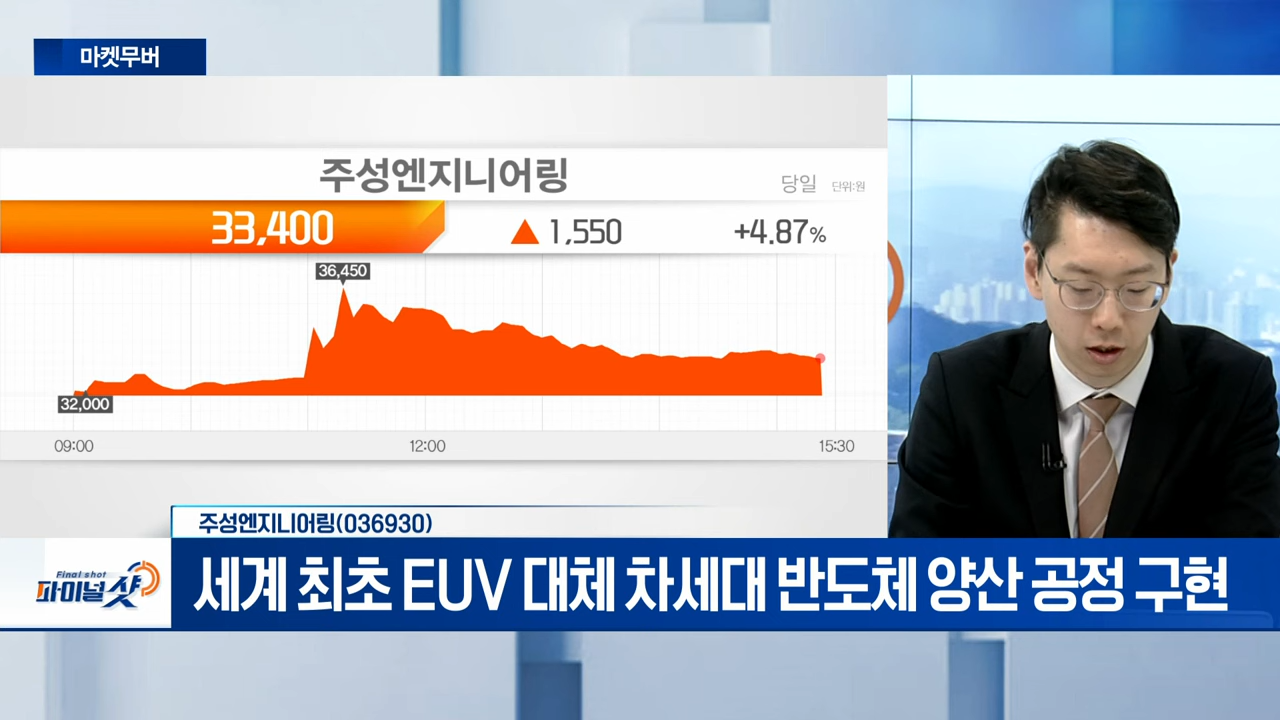 마켓무버
주성엔지니어링
당일 단위:원
33,400 ▲ 1,550 +4.87%
36,450
32,000
09:00 12:00 15:30
주성엔지니어링(036930)
Final shot
파이널샷
세계 최초 EUV 대체 차세대 반도체 양산 공정 구현